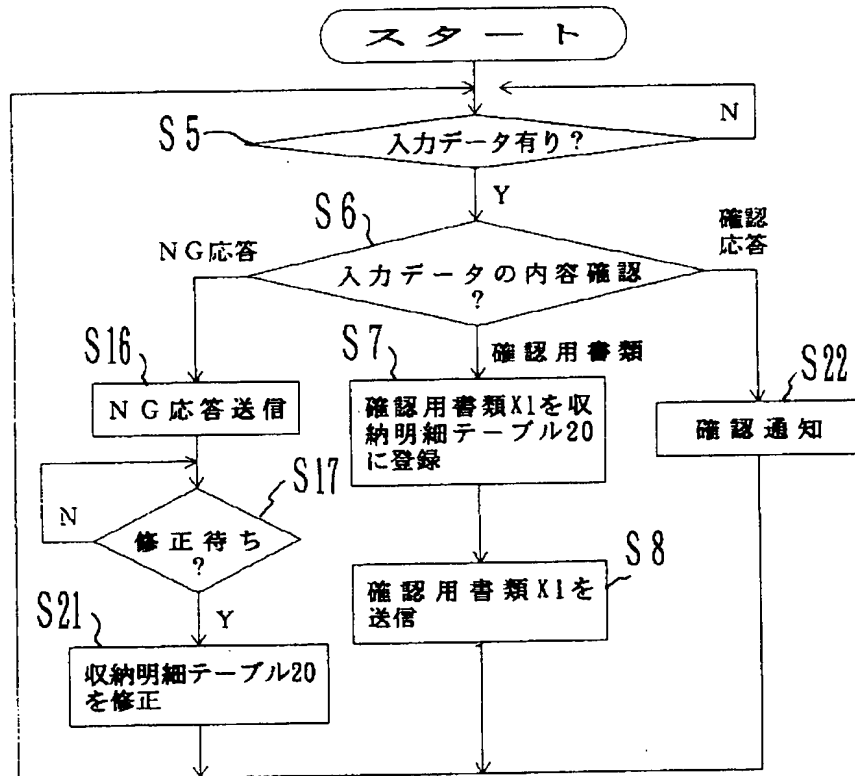 スタート
N
S5
入力データ有り?
Y
S6
確認
応答
NG応答
入力データの内容確認
?
S16
S7
確認用書類
S22
NG応答送信
確認用書類X1を収
納明細テーブル20
に登録
確認通知
S17
N
修正待ち
?
S8
確認用書類X1を
送信
S21
Y
収納明細テーブル20
を修正